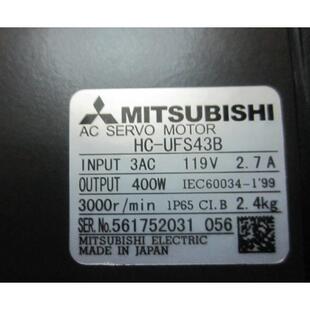 MITSUBISHI
AC SERVO MOTOR
HC-UFS43B
INPUT 3AC 119V 2.7A
OUTPUT 400W IEC60034-1'99
3000r/min IP65 CI.B 2.4kg
SER.No.561752031 056
MITSUBISHI ELECTRIC
MADE IN JAPAN